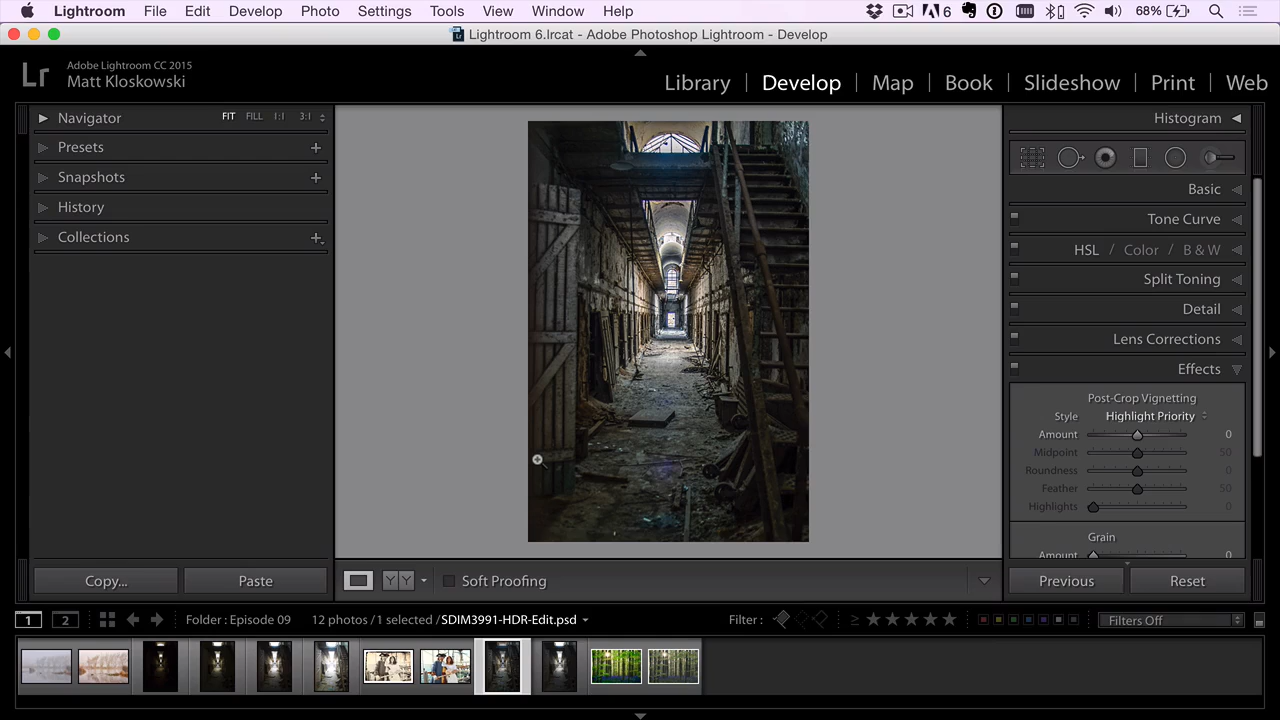 Lightroom File Edit Develop Photo Settings Tools View Window Help 6 68%
Lightroom 6.lrcat - Adobe Photoshop Lightroom - Develop
Lr Adobe Lightroom CC 2015
Matt Kloskowski
Library Develop Map Book Slideshow Print Web
Navigator FIT FILL 1:1 3:1
Histogram
Presets
Snapshots
History
Collections
Basic
Tone Curve
HSL / Color / B & W
Split Toning
Detail
Lens Corrections
Effects
Post-Crop Vignetting
Style Highlight Priority
Amount 0
Midpoint 50
Roundness 0
Feather 50
Highlights 0
Grain
Amount 0
Copy... Paste
YY Soft Proofing
Previous Reset
1 2 Folder : Episode 09 12 photos / 1 selected / SDIM3991-HDR-Edit.psd Filter : ≥ Filters Off